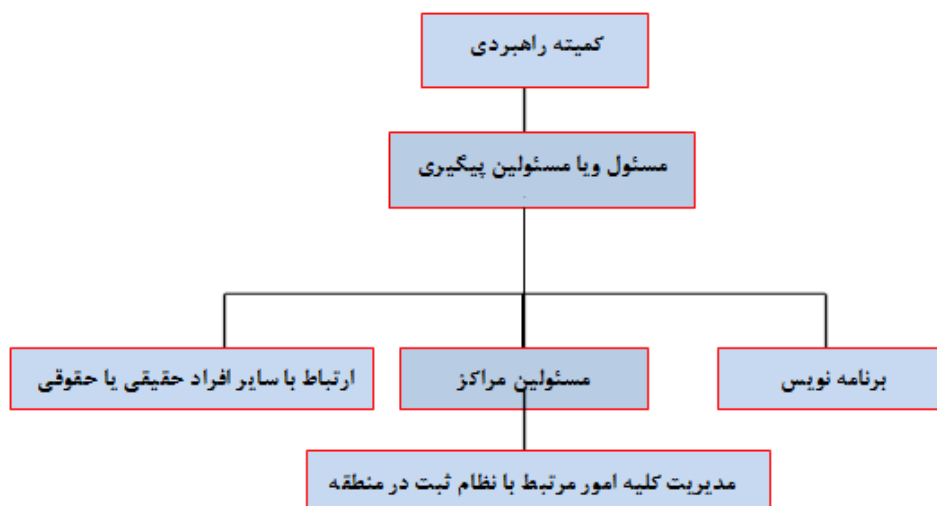 کمیته راهبردی
مسئول ویا مسئولین پیگیری
برنامه نویس
مسئولین مراکز
ارتباط با سایر افراد حقیقی یا حقوقی
مدیریت کلیه امور مرتبط با نظام ثبت در منطقه